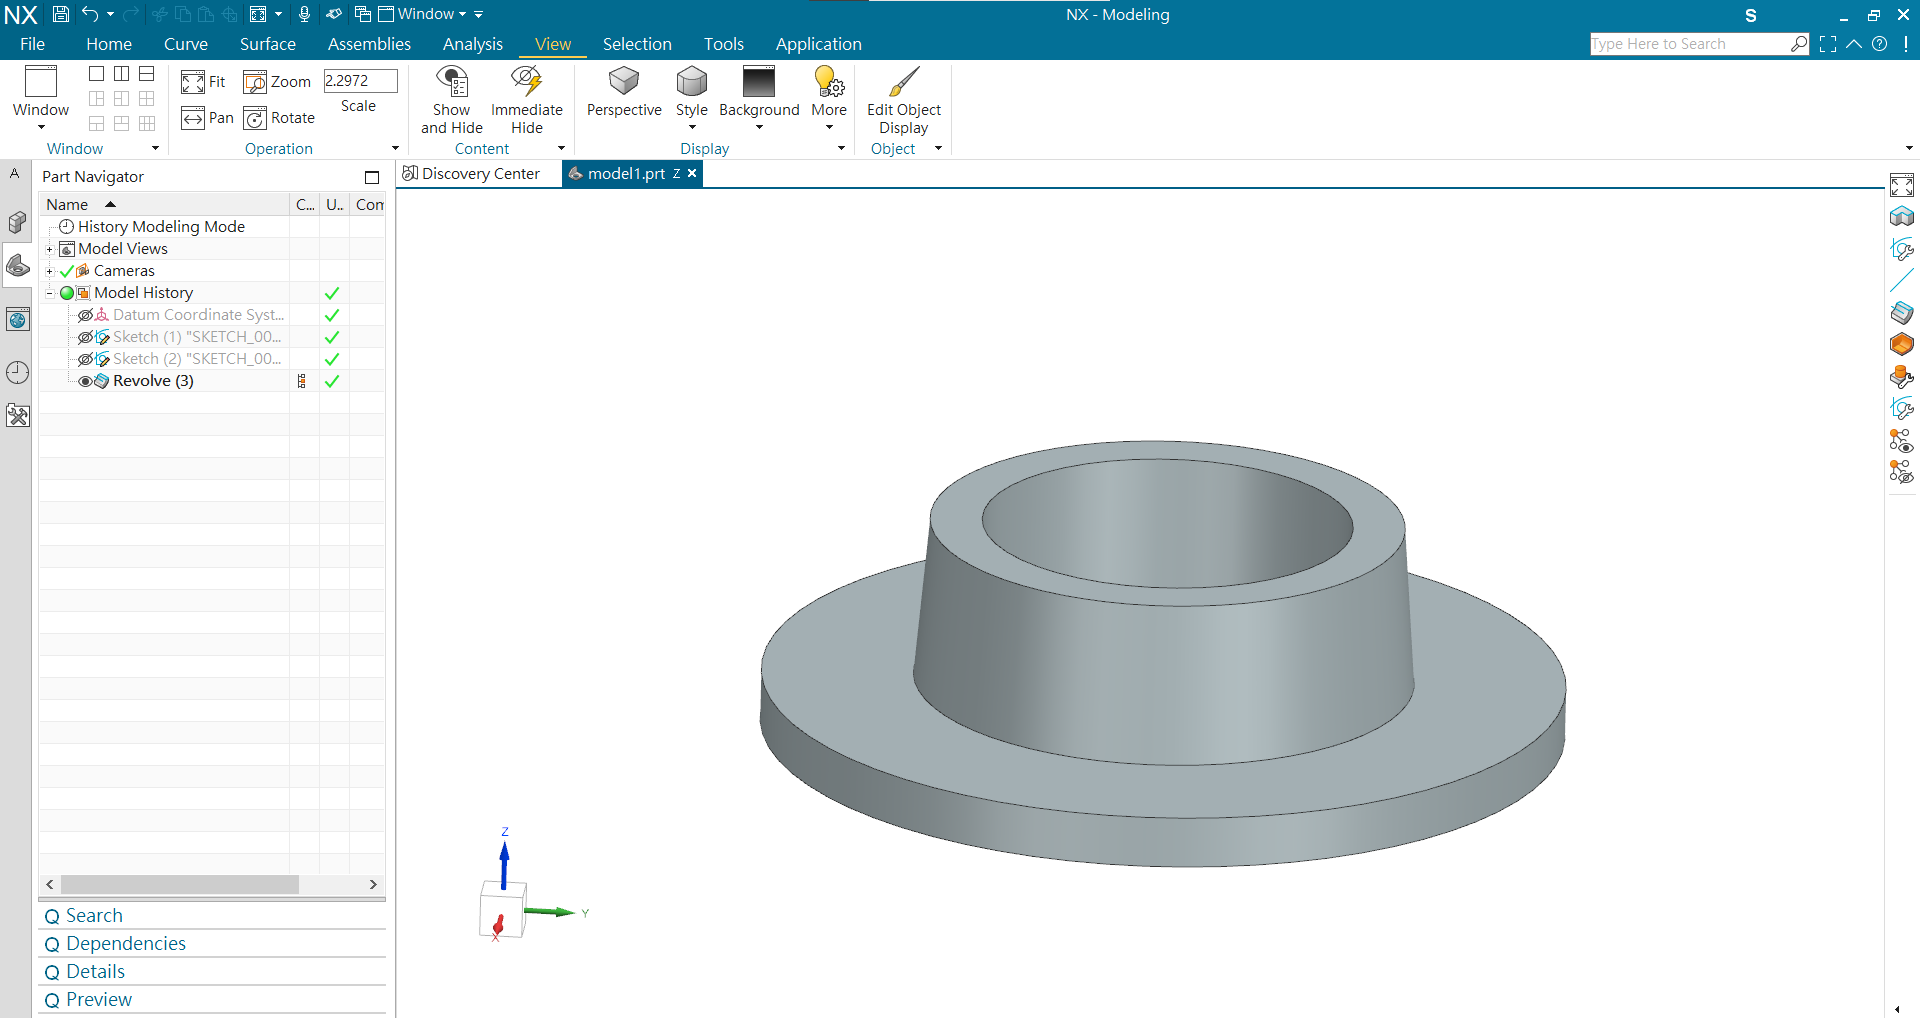 NX Window NX - Modeling S
File Home Curve Surface Assemblies Analysis View Selection Tools Application Type Here to Search
Window
Window
Fit Zoom 2.2972
Scale
Pan Rotate
Operation
Show and Hide
Immediate Hide
Content
Perspective
Style
Background
More
Display
Edit Object Display
Object
A
Part Navigator
Discovery Center model1.prt
Name C... U.. Com
History Modeling Mode
Model Views
Cameras
Model History
Datum Coordinate Syst...
Sketch (1) "SKETCH_00...
Sketch (2) "SKETCH_00...
Revolve (3)
Z
Y
X
Search
Dependencies
Details
Preview